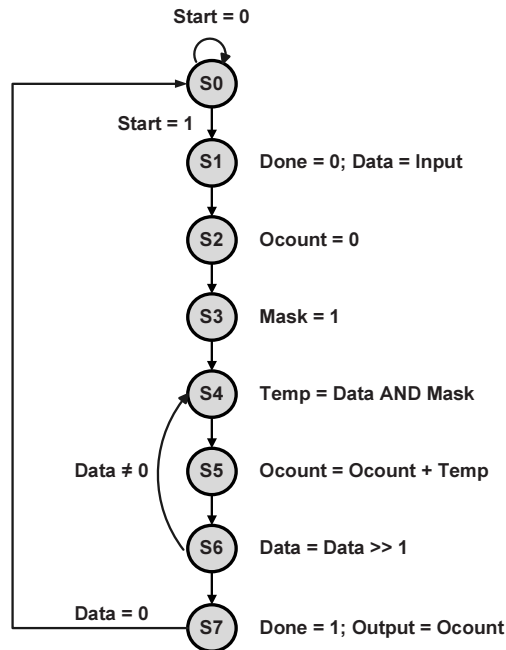 Start = 0
S0
Start = 1
S1 Done = 0; Data = Input
S2 Ocount = 0
S3 Mask = 1
S4 Temp = Data AND Mask
Data ≠ 0
S5 Ocount = Ocount + Temp
S6 Data = Data >> 1
Data = 0
S7 Done = 1; Output = Ocount